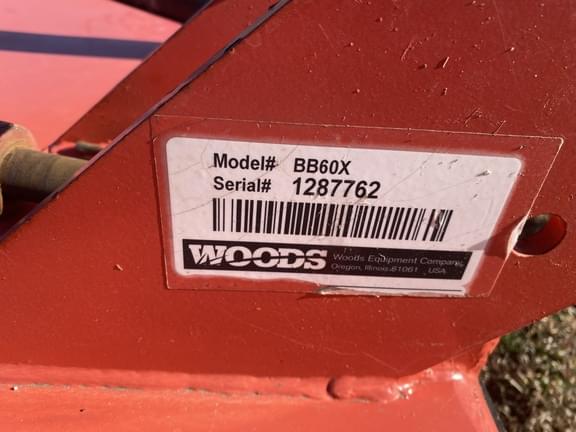 Model# BB60X
Serial# 1287762
WOODS
Woods Equipment Company
Oregon, Illinois 61061 USA